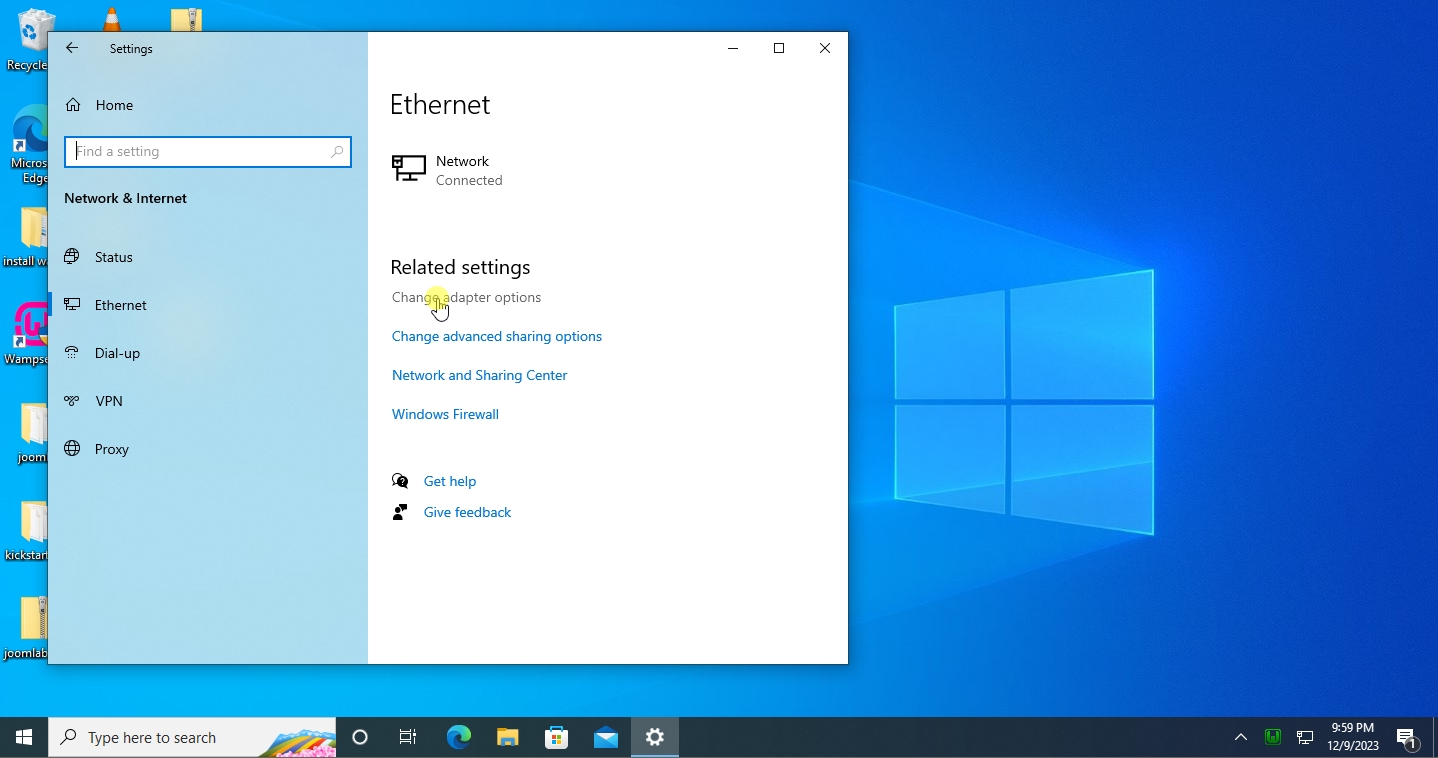 Settings
Home
Find a setting
Network & Internet
Status
Ethernet
Dial-up
VPN
Proxy
Ethernet
Network
Connected
Related settings
Change adapter options
Change advanced sharing options
Network and Sharing Center
Windows Firewall
Get help
Give feedback
Recycle
Micros
Edge
install w
Wampse
jooml
kickstart
joomlab
Type here to search
9:59 PM
12/9/2023
1